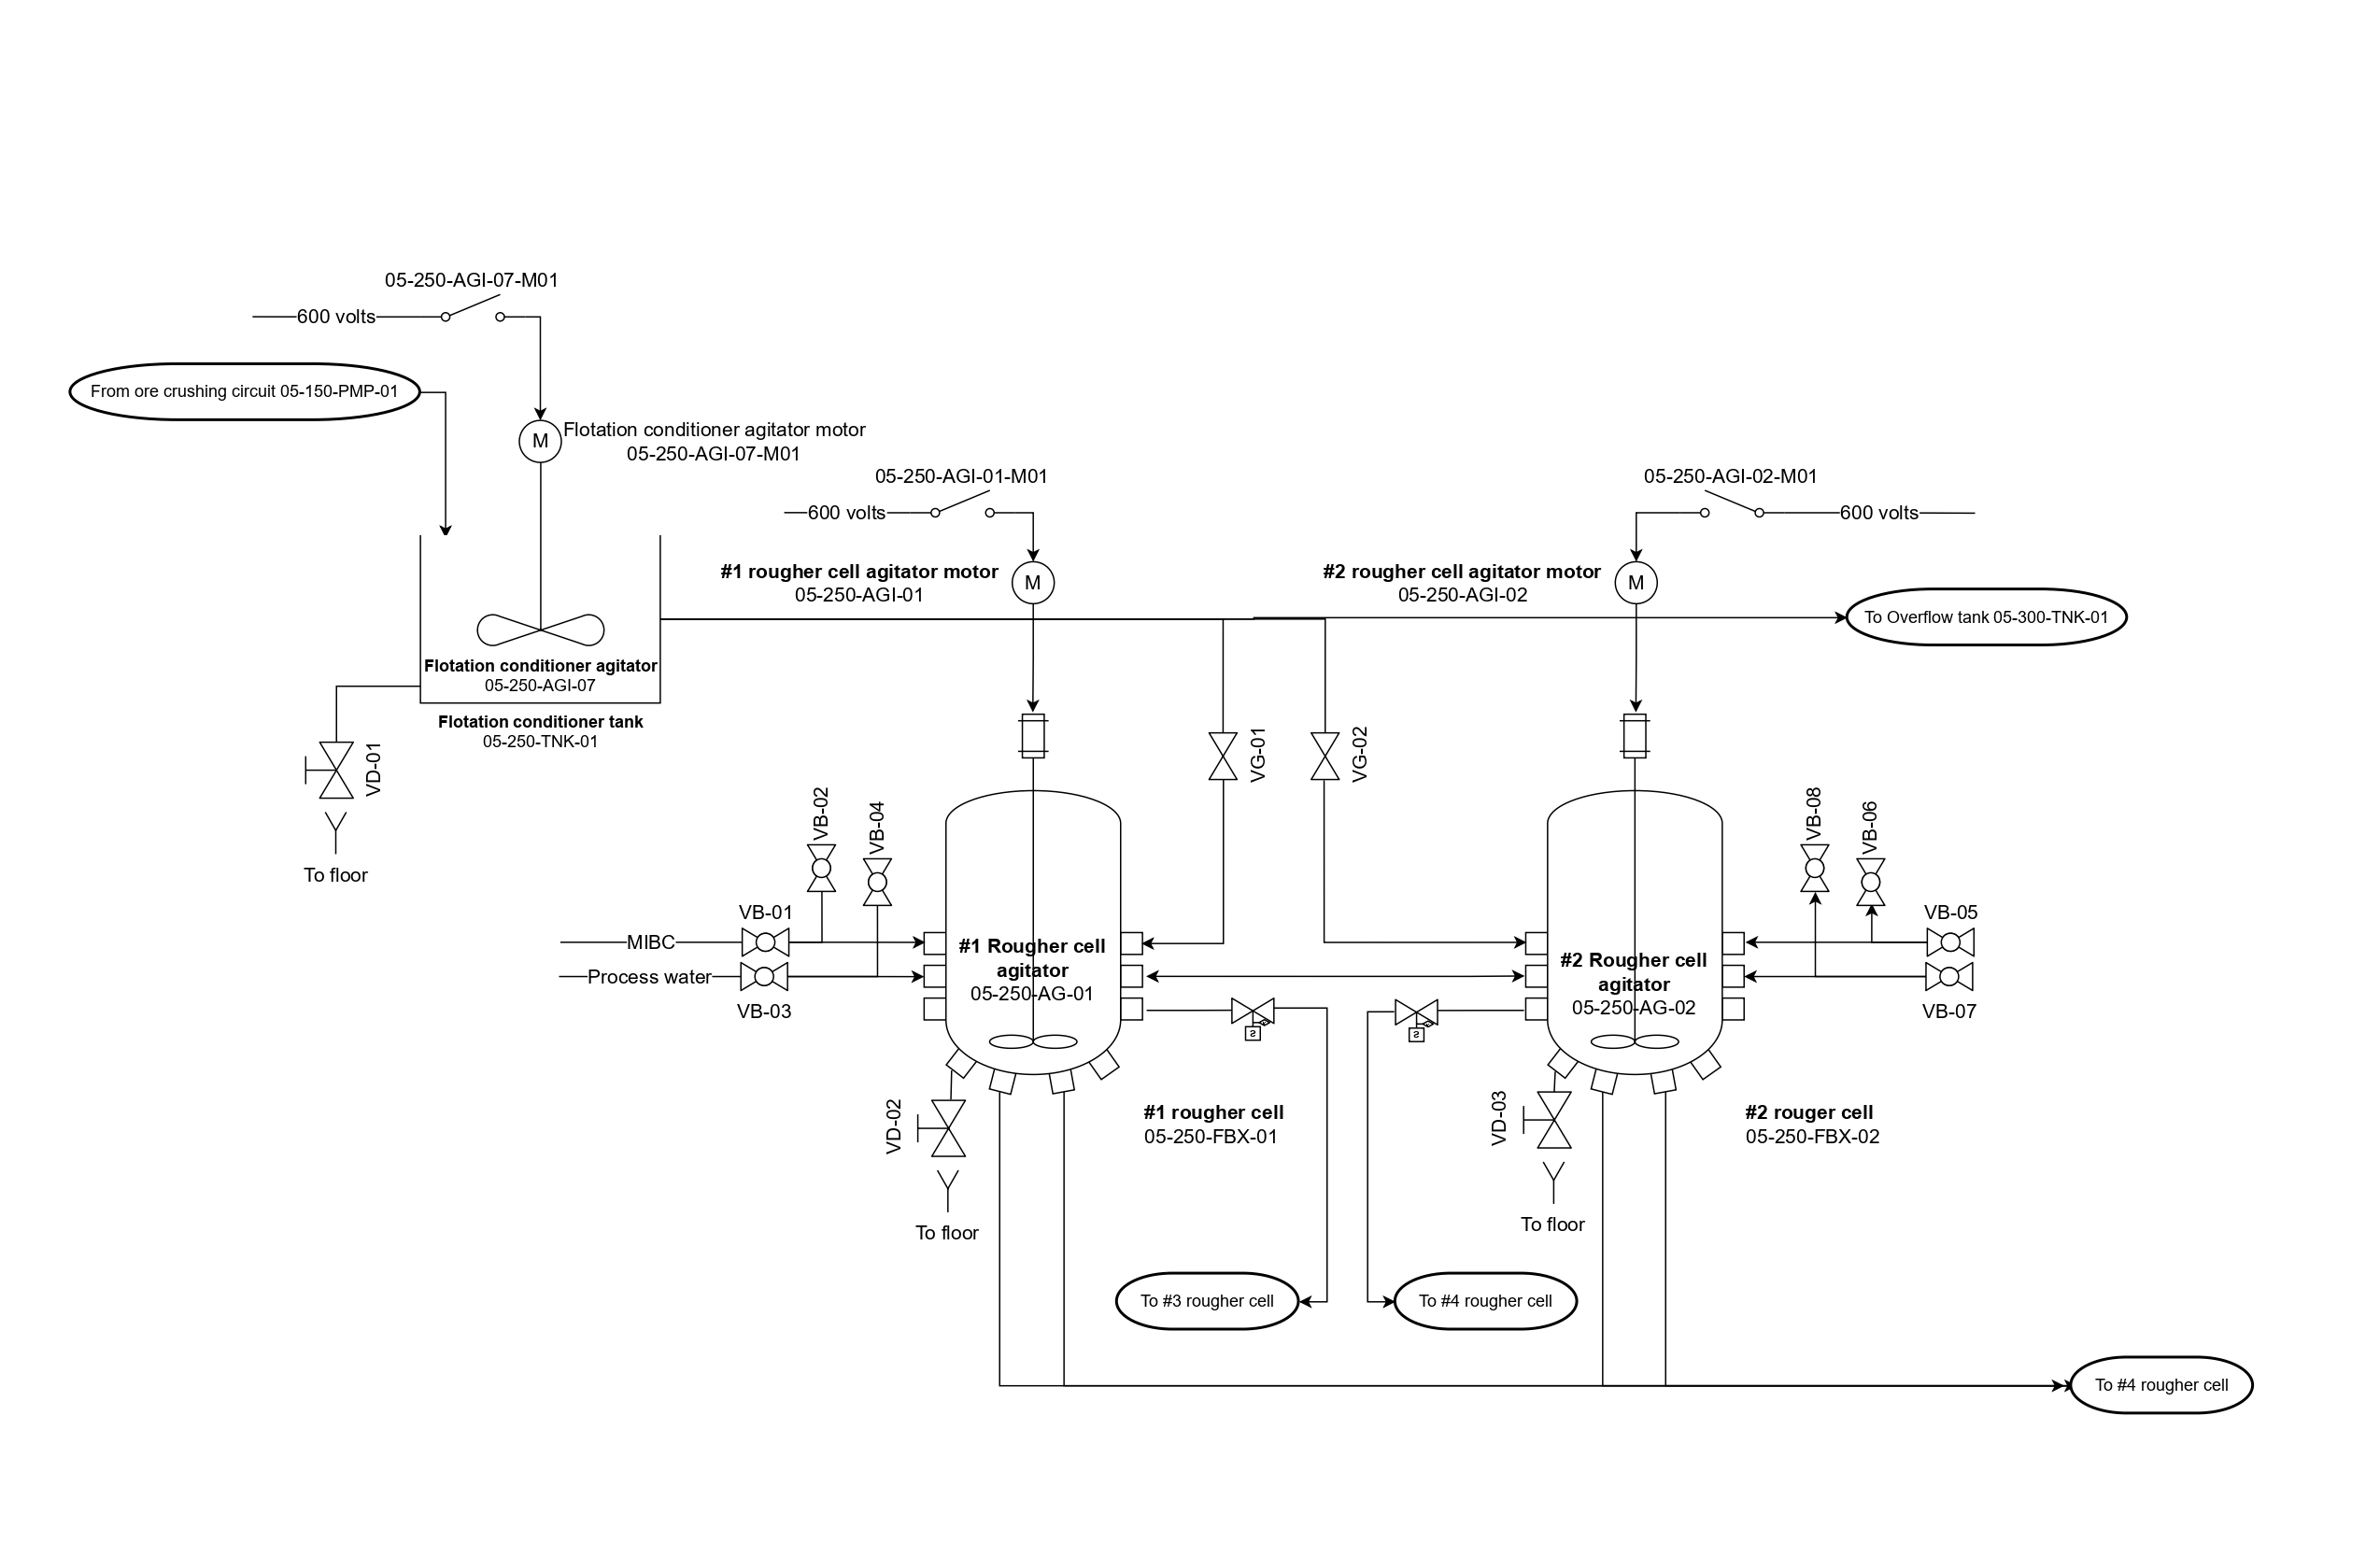 05-250-AGI-07-M01
600 volts
From ore crushing circuit 05-150-PMP-01
M
Flotation conditioner agitator motor
05-250-AGI-07-M01
05-250-AGI-01-M01
600 volts
05-250-AGI-02-M01
600 volts
#1 rougher cell agitator motor
05-250-AGI-01
M
#2 rougher cell agitator motor
05-250-AGI-02
M
To Overflow tank 05-300-TNK-01
Flotation conditioner agitator
05-250-AGI-07
Flotation conditioner tank
05-250-TNK-01
VD-01
To floor
VG-01
VG-02
VB-02
VB-04
VB-08
VB-06
VB-01
MIBC
Process water
VB-03
#1 Rougher cell
agitator
05-250-AG-01
#2 Rougher cell
agitator
05-250-AG-02
VB-05
VB-07
S
S
VD-02
To floor
#1 rougher cell
05-250-FBX-01
VD-03
To floor
#2 rouger cell
05-250-FBX-02
To #3 rougher cell
To #4 rougher cell
To #4 rougher cell